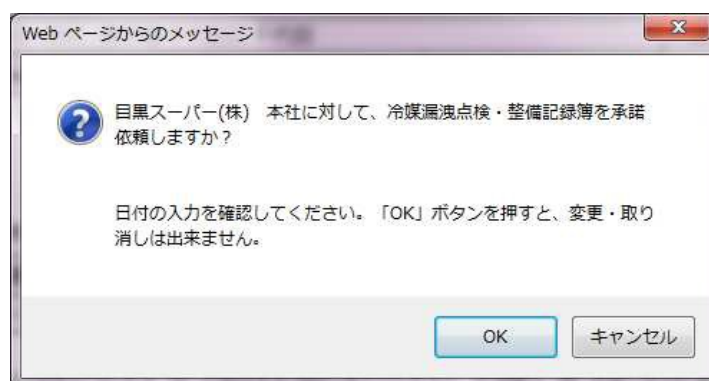 Web ページからのメッセージ
目黒スーパー(株)　本社に対して、冷媒漏洩点検・整備記録簿を承諾
依頼しますか？
日付の入力を確認してください。「OK」ボタンを押すと、変更・取り
消しは出来ません。
OK
キャンセル